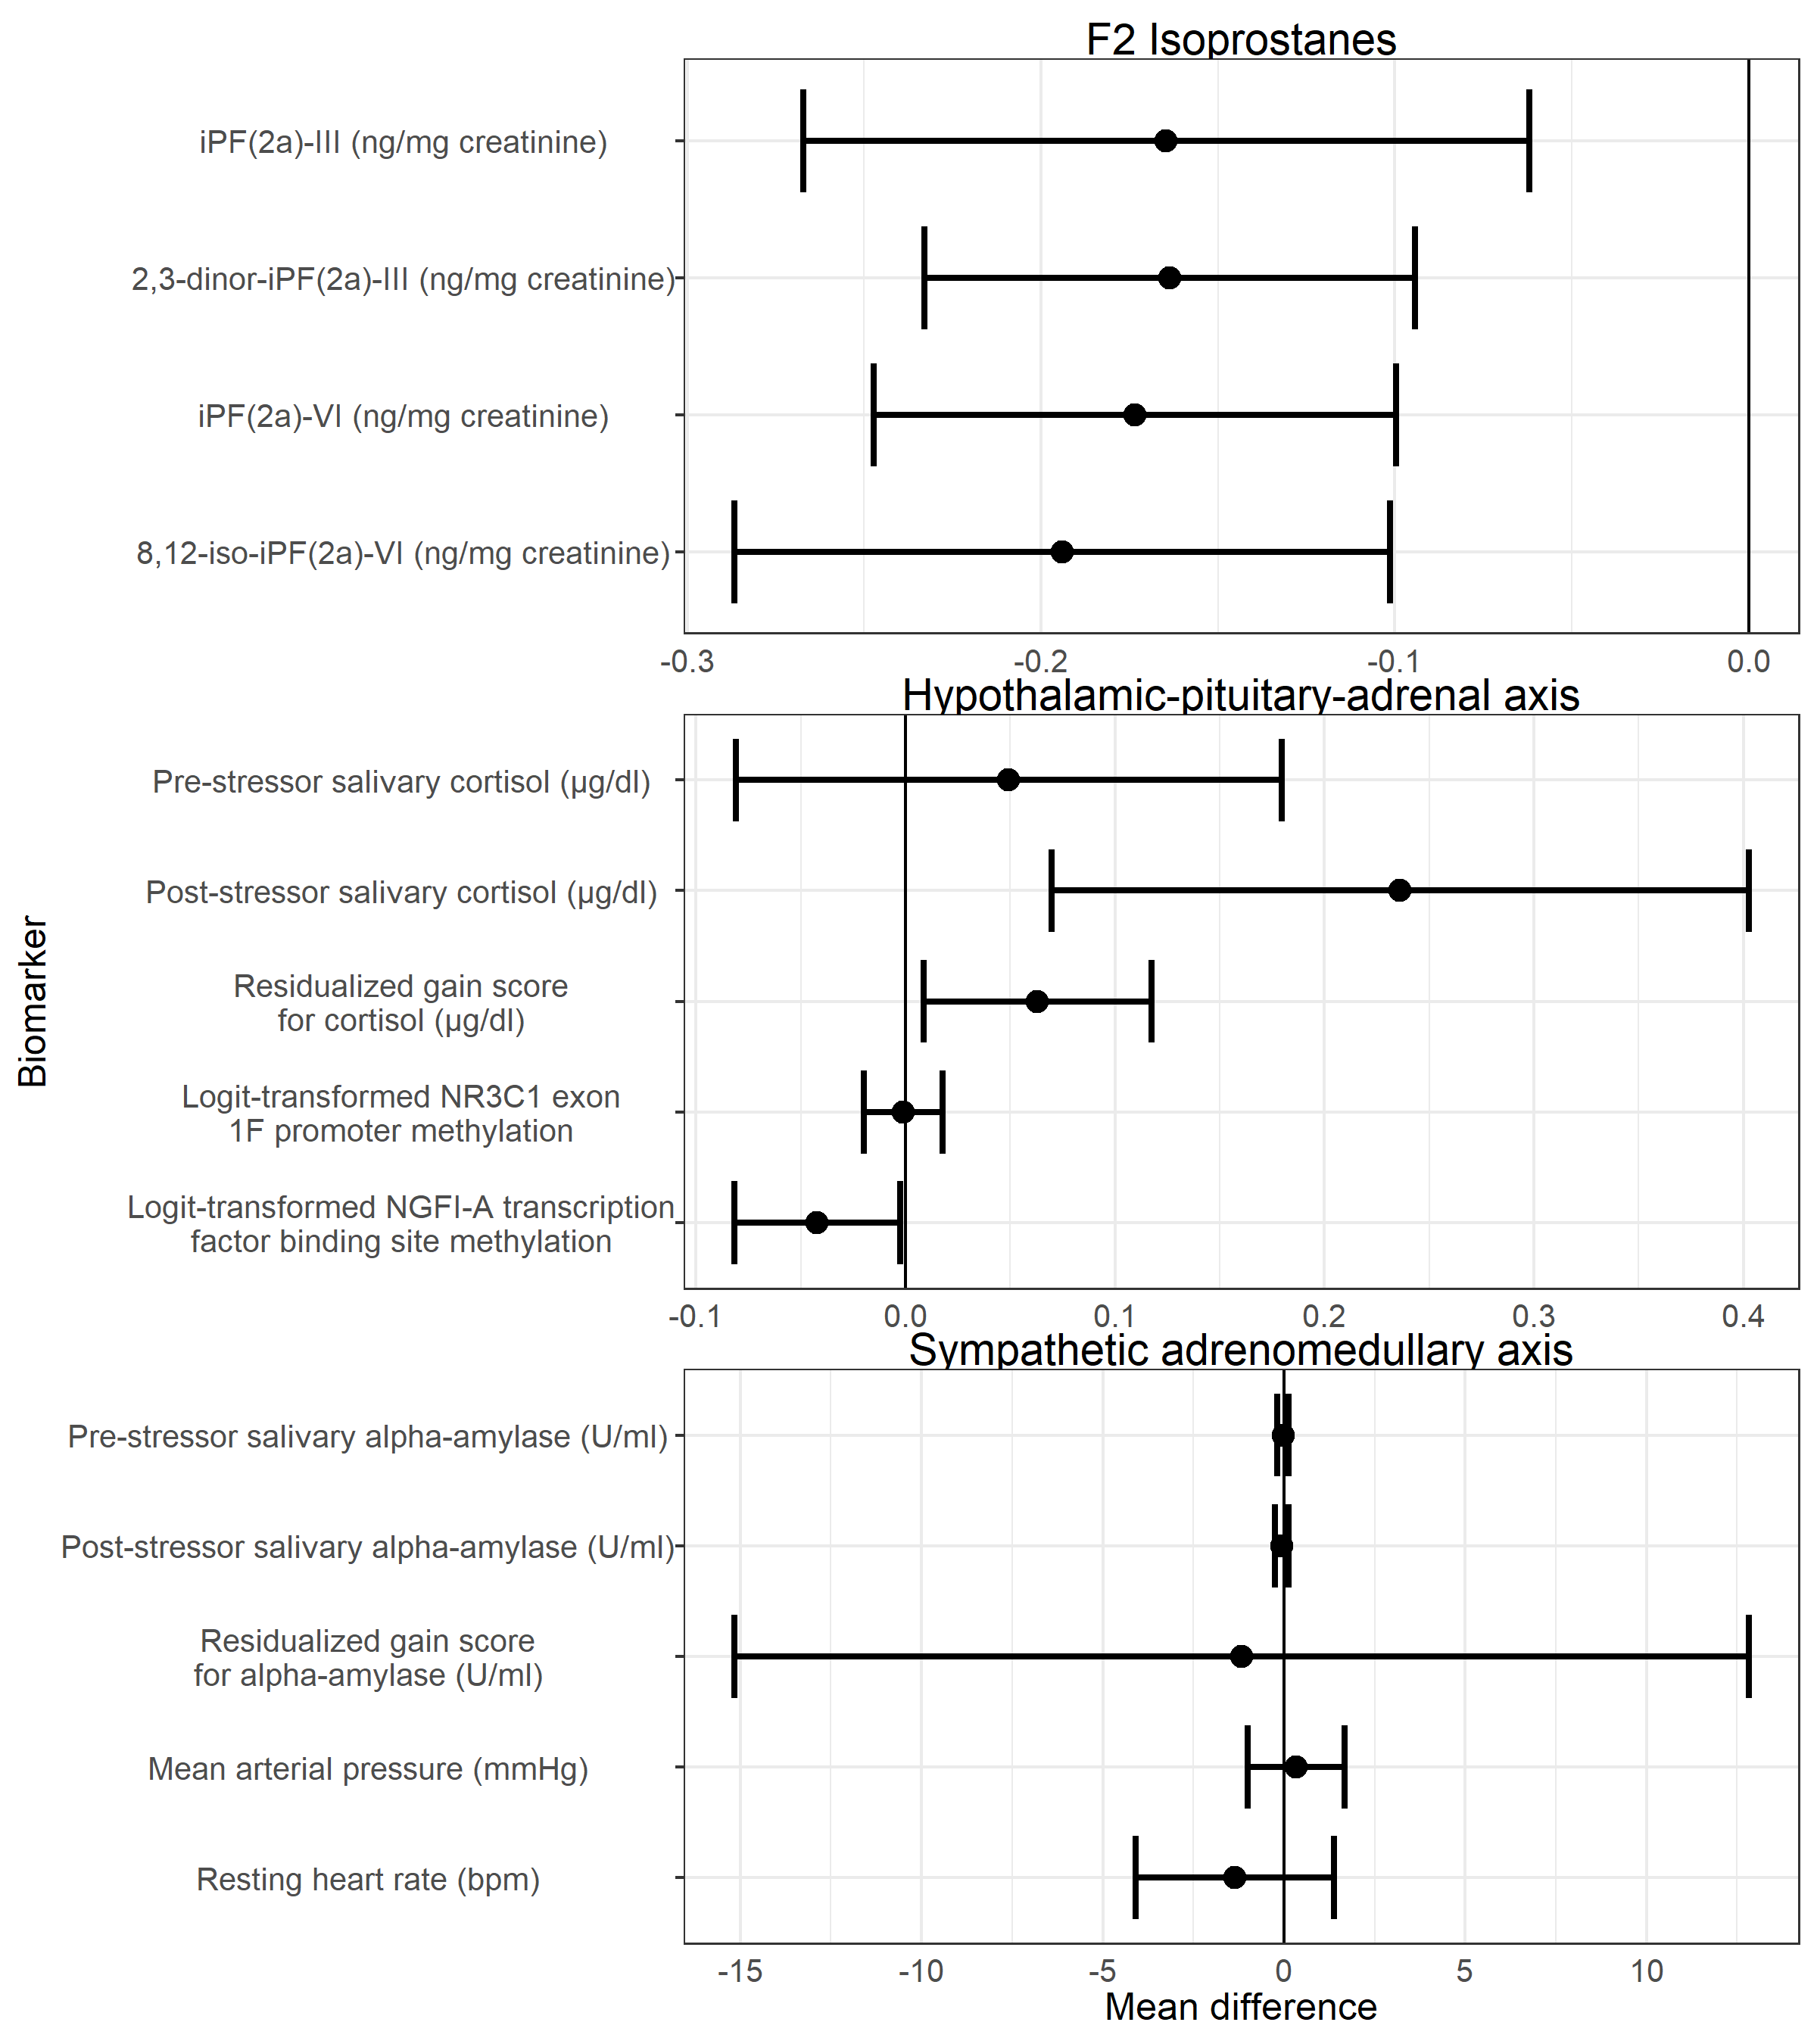 F2 Isoprostanes
iPF(2a)-III (ng/mg creatinine)
2,3-dinor-iPF(2a)-III (ng/mg creatinine)
iPF(2a)-VI (ng/mg creatinine)
8,12-iso-iPF(2a)-VI (ng/mg creatinine)
-0.3 -0.2 -0.1 0.0
Hypothalamic-pituitary-adrenal axis
Pre-stressor salivary cortisol (µg/dl)
Post-stressor salivary cortisol (µg/dl)
Residualized gain score
for cortisol (µg/dl)
Logit-transformed NR3C1 exon
1F promoter methylation
Logit-transformed NGFI-A transcription
factor binding site methylation
-0.1 0.0 0.1 0.2 0.3 0.4
Biomarker
Sympathetic adrenomedullary axis
Pre-stressor salivary alpha-amylase (U/ml)
Post-stressor salivary alpha-amylase (U/ml)
Residualized gain score
for alpha-amylase (U/ml)
Mean arterial pressure (mmHg)
Resting heart rate (bpm)
-15 -10 -5 0 5 10
Mean difference